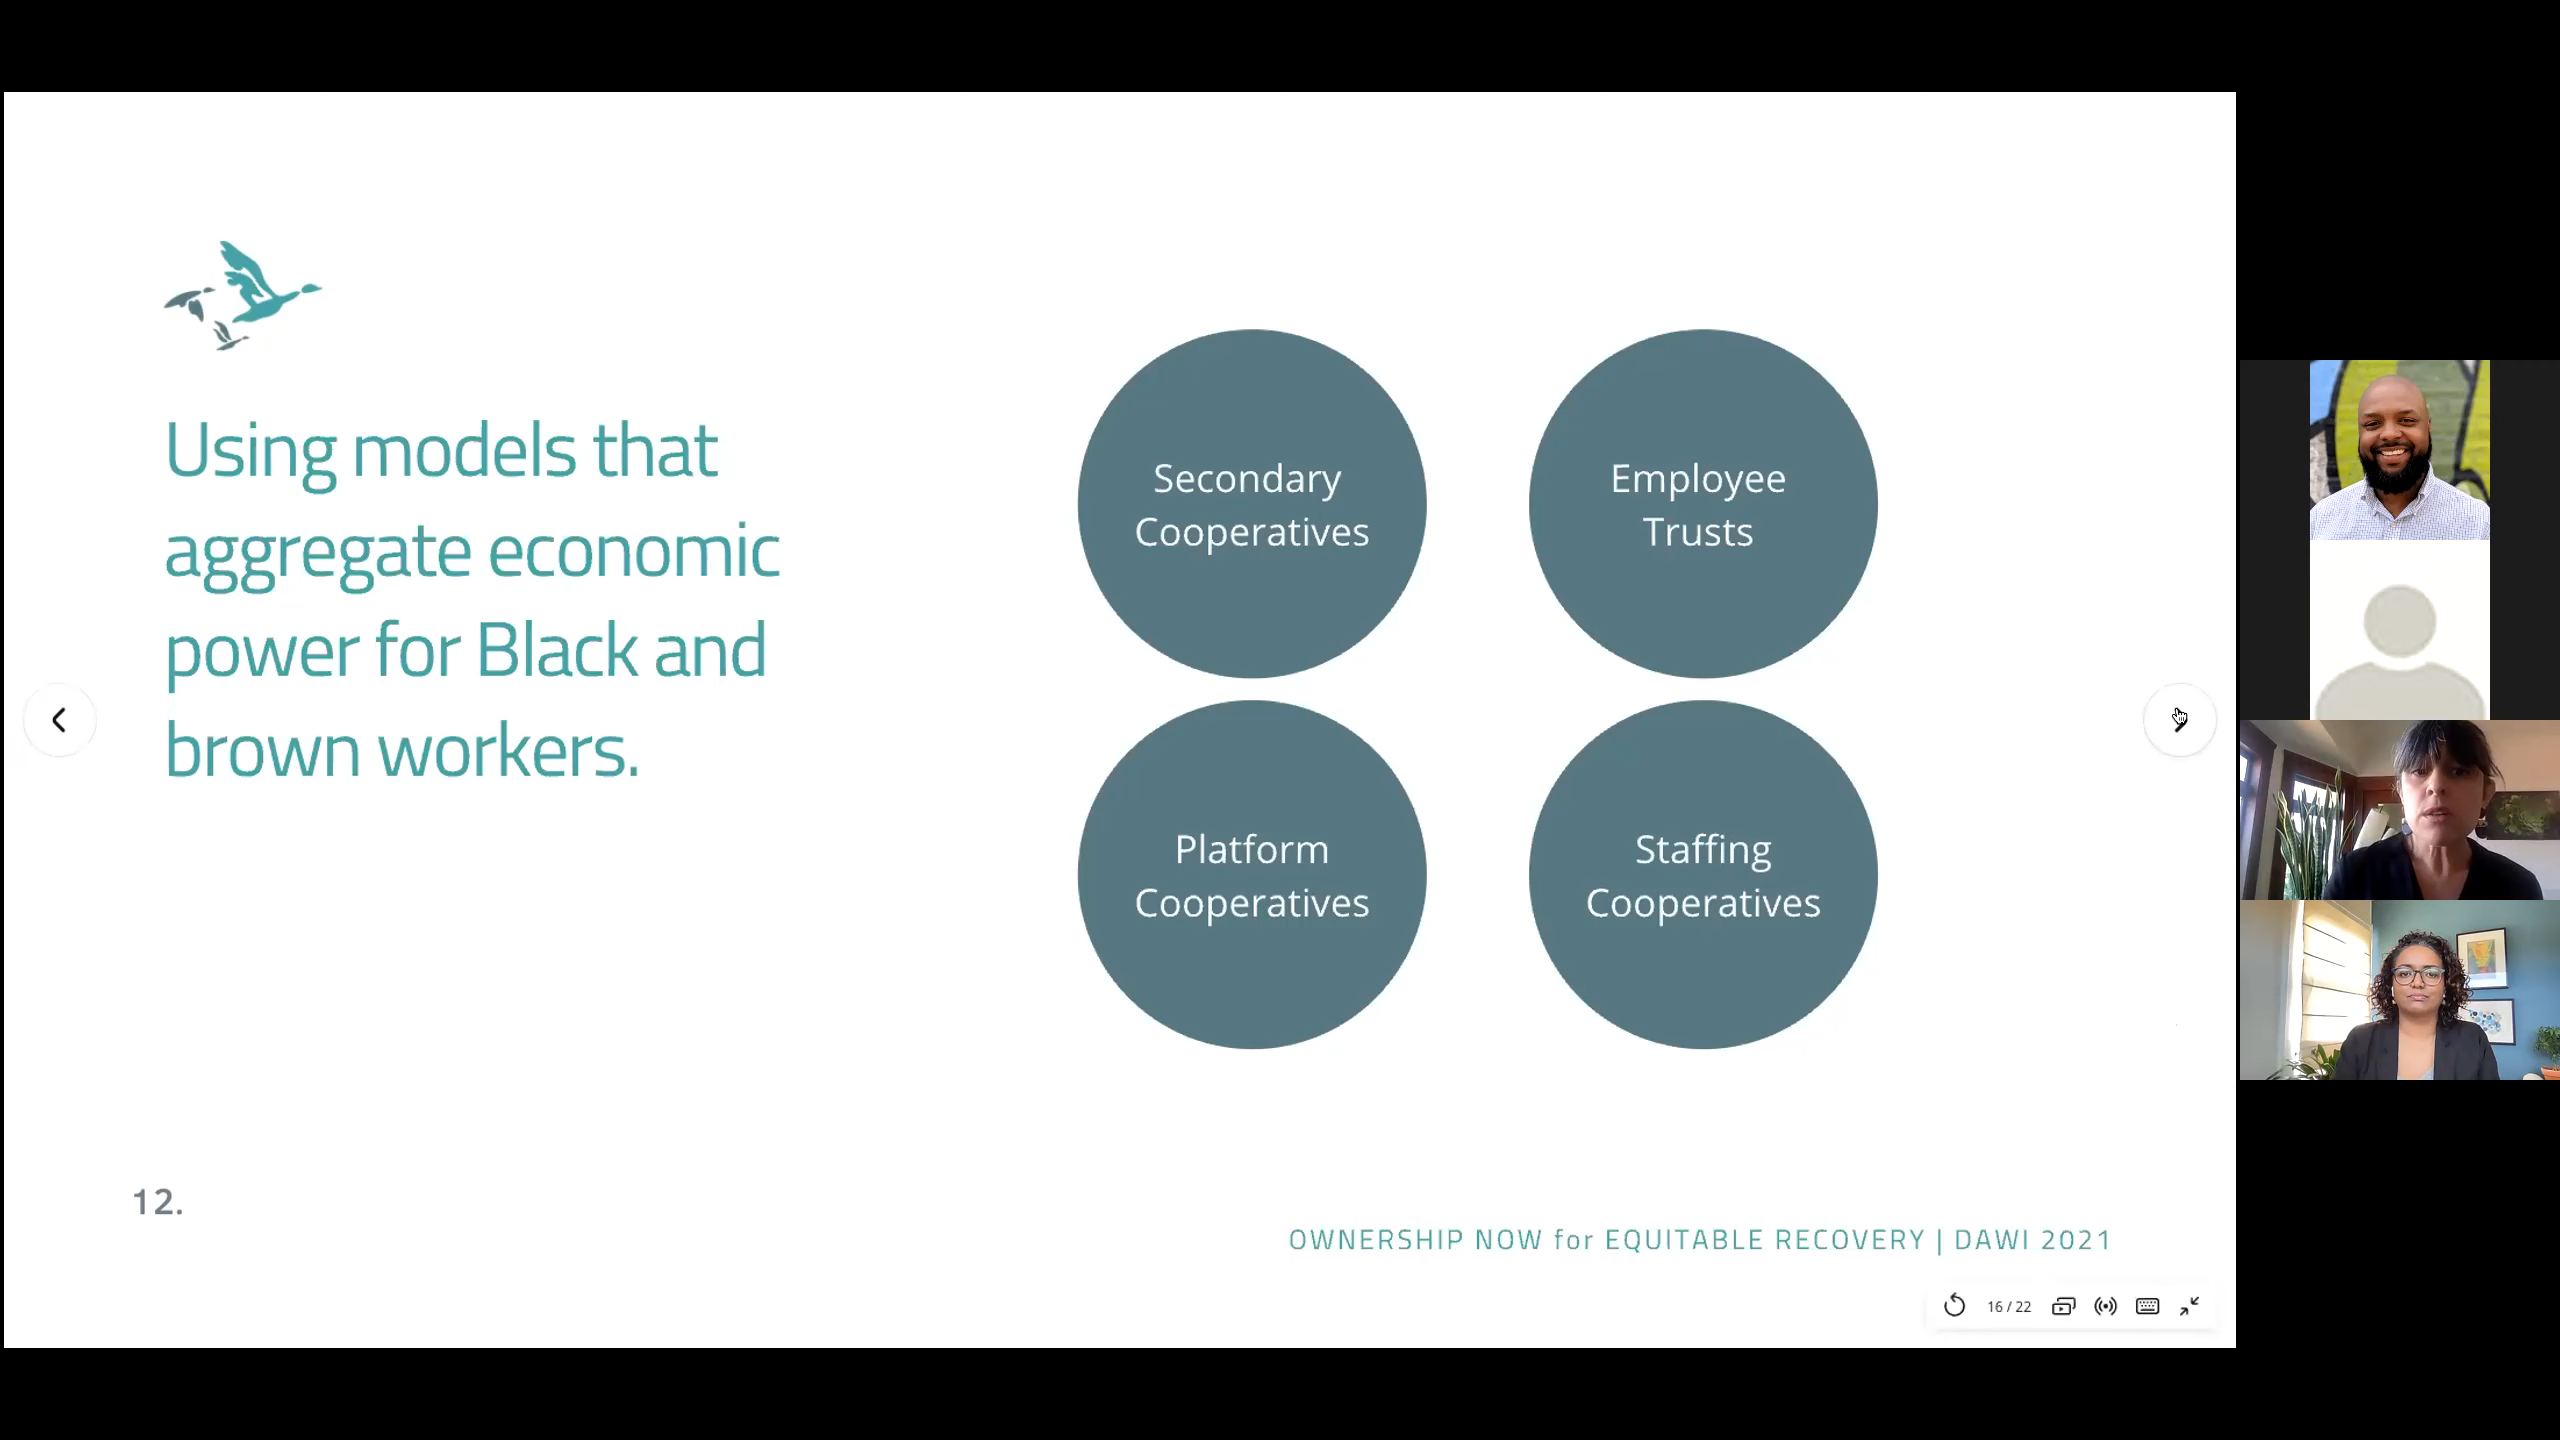 Using models that
aggregate economic
power for Black and
brown workers.
Secondary
Cooperatives
Employee
Trusts
Platform
Cooperatives
Staffing
Cooperatives
12.
OWNERSHIP NOW for EQUITABLE RECOVERY | DAWI 2021
16 / 22